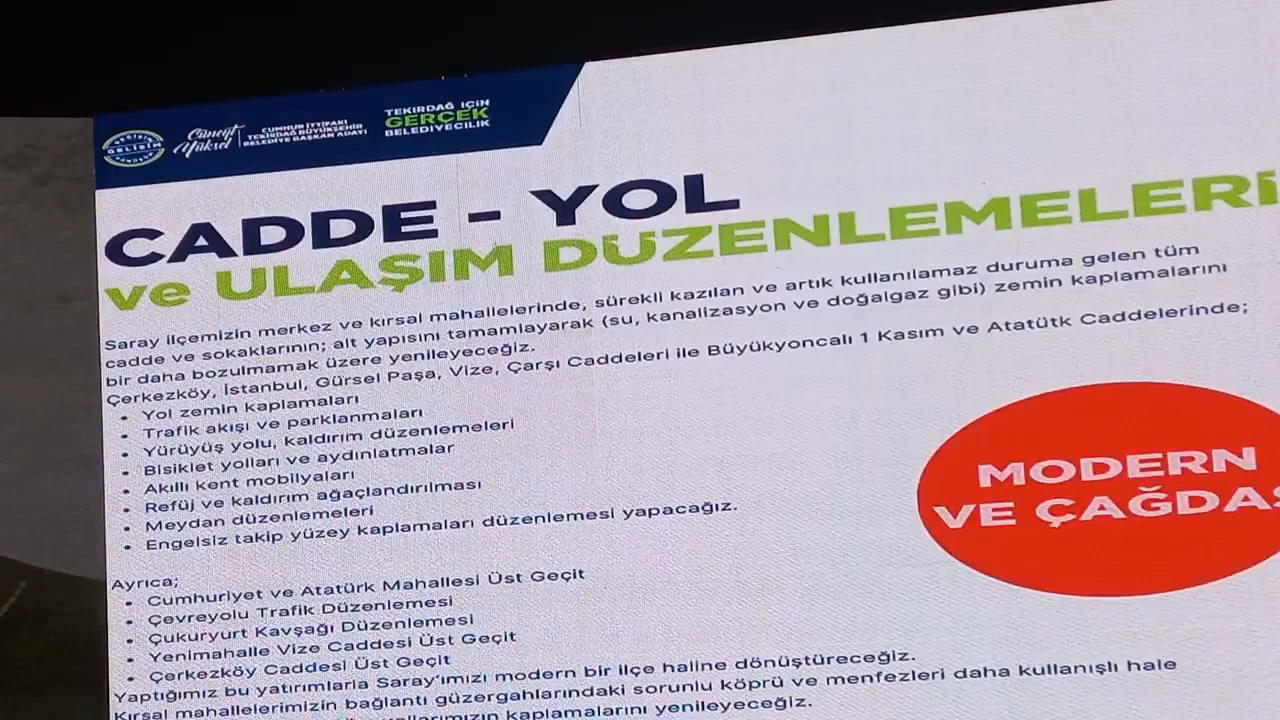 GELİŞİM
Cüneyt
Yüksel
CUMHUR İTTİFAKI
TEKİRDAĞ BÜYÜKŞEHİR
BELEDİYE BAŞKAN ADAYI
TEKİRDAĞ İÇİN
GERÇEK
BELEDİYECİLİK
CADDE - YOL
ve ULAŞIM DÜZENLEMELERİ
Saray ilçemizin merkez ve kırsal mahallelerinde, sürekli kazılan ve artık kullanılamaz duruma gelen tüm
cadde ve sokaklarının; alt yapısını tamamlayarak (su, kanalizasyon ve doğalgaz gibi) zemin kaplamalarını
bir daha bozulmamak üzere yenileyeceğiz.
Çerkezköy, İstanbul, Gürsel Paşa, Vize, Çarşı Caddeleri ile Büyükyoncalı 1 Kasım ve Atatütk Caddelerinde;
• Yol zemin kaplamaları
• Trafik akışı ve parklanmaları
• Yürüyüş yolu, kaldırım düzenlemeleri
• Bisiklet yolları ve aydınlatmalar
• Akıllı kent mobilyaları
• Refüj ve kaldırım ağaçlandırılması
• Meydan düzenlemeleri
• Engelsiz takip yüzey kaplamaları düzenlemesi yapacağız.
MODERN
VE ÇAĞDAŞ
Ayrıca;
• Cumhuriyet ve Atatürk Mahallesi Üst Geçit
• Çevreyolu Trafik Düzenlemesi
• Çukuryurt Kavşağı Düzenlemesi
• Yenimahalle Vize Caddesi Üst Geçit
• Çerkezköy Caddesi Üst Geçit
Yaptığımız bu yatırımlarla Saray'ımızı modern bir ilçe haline dönüştüreceğiz.
Kırsal mahallelerimizin bağlantı güzergahlarındaki sorunlu köprü ve menfezleri daha kullanışlı hale
kaplamalarını yenileyeceğiz.